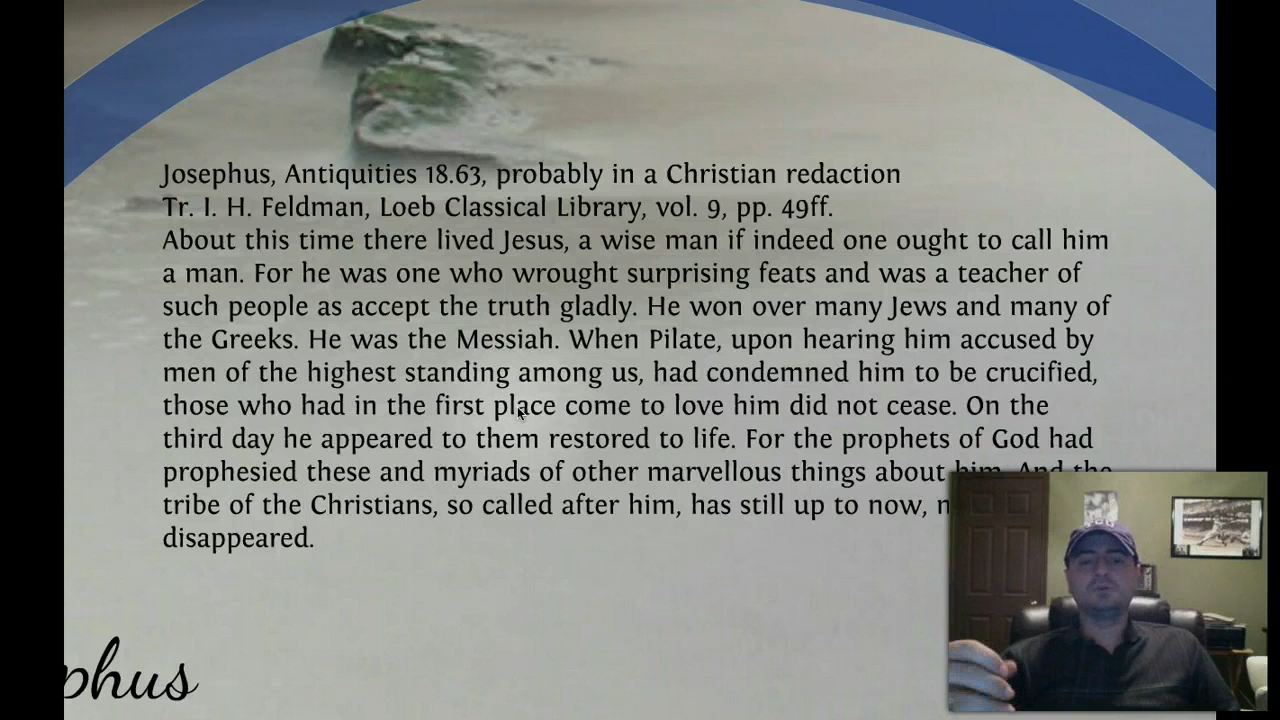 Josephus, Antiquities 18.63, probably in a Christian redaction
Tr. I. H. Feldman, Loeb Classical Library, vol. 9, pp. 49ff.
About this time there lived Jesus, a wise man if indeed one ought to call him
a man. For he was one who wrought surprising feats and was a teacher of
such people as accept the truth gladly. He won over many Jews and many of
the Greeks. He was the Messiah. When Pilate, upon hearing him accused by
men of the highest standing among us, had condemned him to be crucified,
those who had in the first place come to love him did not cease. On the
third day he appeared to them restored to life. For the prophets of God had
prophesied these and myriads of other marvellous things about him. And the
tribe of the Christians, so called after him, has still up to now, n
disappeared.
phus